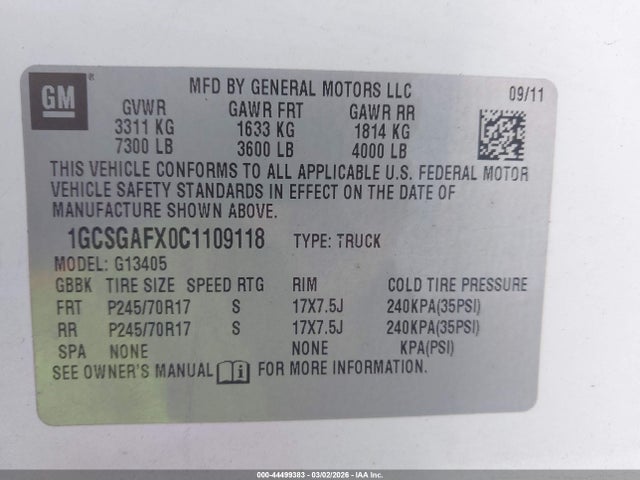 GM ®
MFD BY GENERAL MOTORS LLC
09/11
GVWR GAWR FRT GAWR RR
3311 KG 1633 KG 1814 KG
7300 LB 3600 LB 4000 LB
THIS VEHICLE CONFORMS TO ALL APPLICABLE U.S. FEDERAL MOTOR
VEHICLE SAFETY STANDARDS IN EFFECT ON THE DATE OF
MANUFACTURE SHOWN ABOVE.
1GCSGAFX0C1109118 TYPE: TRUCK
MODEL: G13405
GBBK TIRE SIZE SPEED RTG RIM COLD TIRE PRESSURE
FRT P245/70R17 S 17X7.5J 240KPA(35PSI)
RR P245/70R17 S 17X7.5J 240KPA(35PSI)
SPA NONE NONE KPA(PSI)
SEE OWNER'S MANUAL i FOR MORE INFORMATION.
000-44499383 - 03/02/2026 - IAA, Inc.